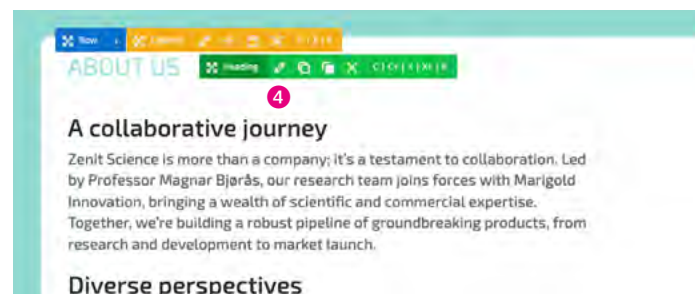 Row
ABOUT US
Heading
4
A collaborative journey
Zenit Science is more than a company; it's a testament to collaboration. Led
by Professor Magnar Bjørås, our research team joins forces with Marigold
Innovation, bringing a wealth of scientific and commercial expertise.
Together, we're building a robust pipeline of groundbreaking products, from
research and development to market launch.
Diverse perspectives